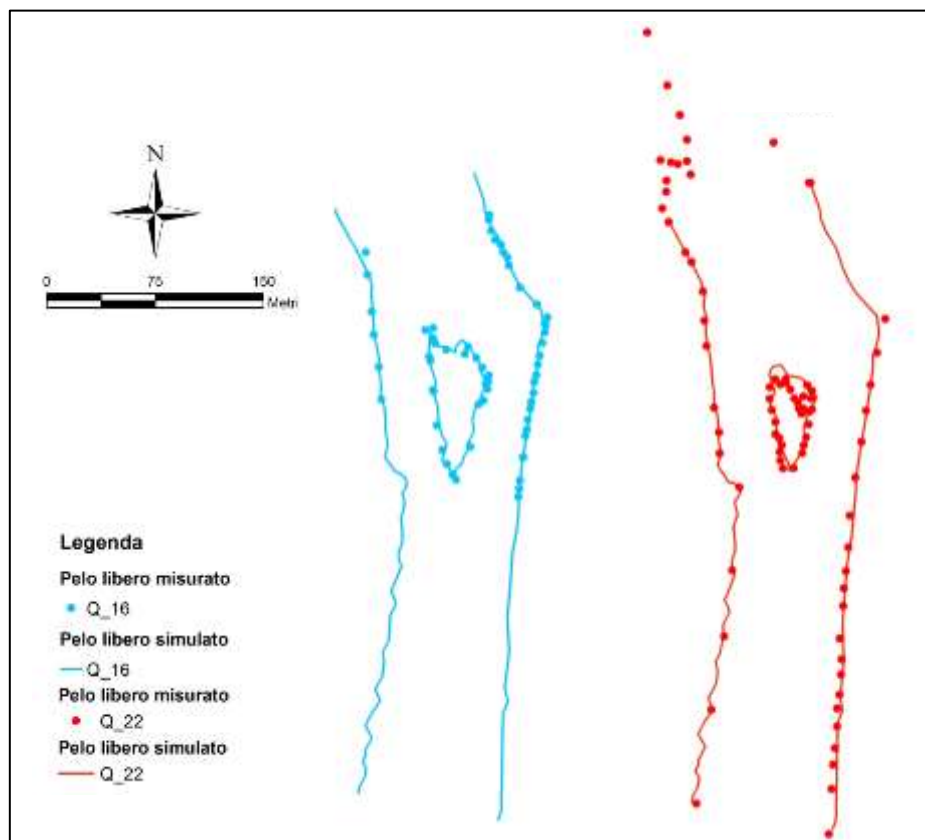 N
0 75 150
Metri
Legenda
Pelo libero misurato
Q_16
Pelo libero simulato
Q_16
Pelo libero misurato
Q_22
Pelo libero simulato
Q_22